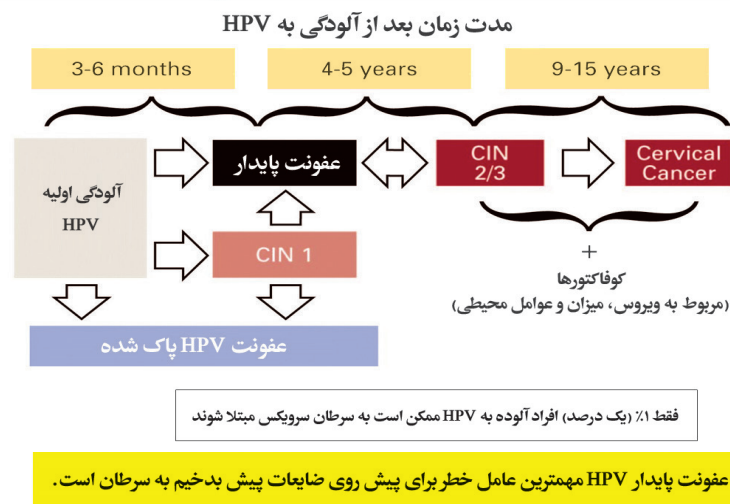 مدت زمان بعد از آلودگی به HPV
3-6 months
4-5 years
9-15 years
آلودگی اولیه
HPV
عفونت پایدار
CIN
2/3
Cervical
Cancer
CIN 1
+
کوفاکتورها
(مربوط به ویروس، میزان و عوامل محیطی)
عفونت HPV پاک شده
فقط ۱٪ (یک درصد) افراد آلوده به HPV ممکن است به سرطان سرویکس مبتلا شوند
عفونت پایدار HPV مهمترین عامل خطر برای پیش روی ضایعات پیش بدخیم به سرطان است.